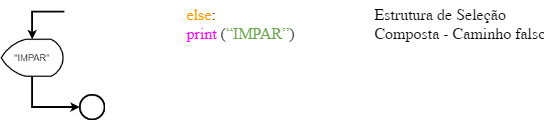 else:
Estrutura de Seleção
print (“IMPAR”)
Composta - Caminho falso
"IMPAR"